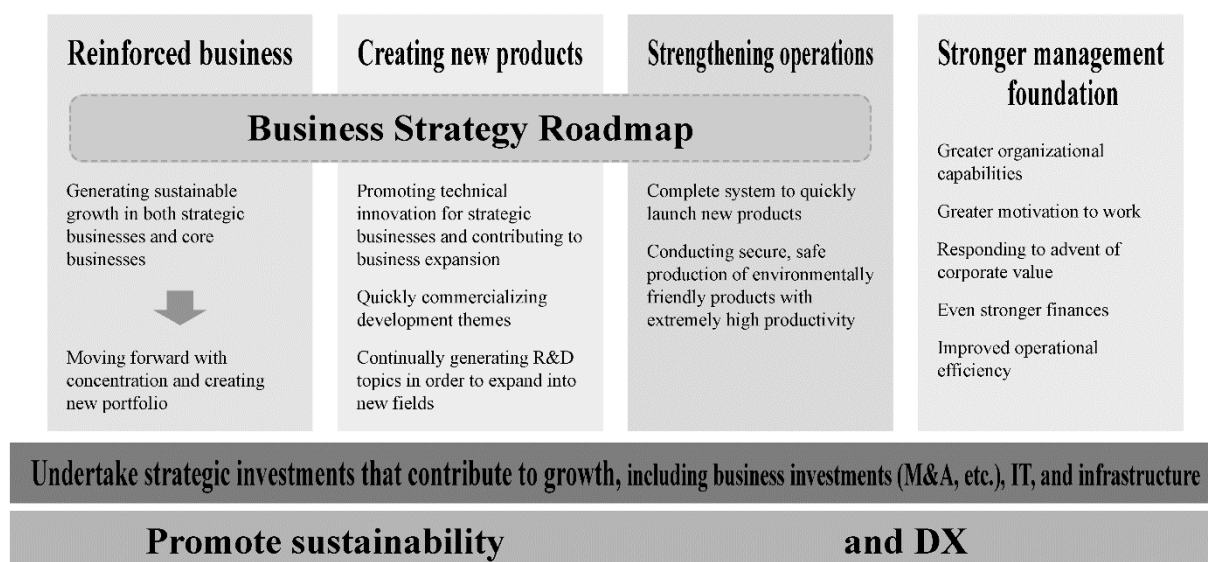 Reinforced business
Creating new products
Strengthening operations
Stronger management
foundation
Business Strategy Roadmap
Generating sustainable
growth in both strategic
businesses and core
businesses
Moving forward with
concentration and creating
new portfolio
Promoting technical
innovation for strategic
businesses and contributing to
business expansion
Quickly commercializing
development themes
Continually generating R&D
topics in order to expand into
new fields
Complete system to quickly
launch new products
Conducting secure, safe
production of environmentally
friendly products with
extremely high productivity
Greater organizational
capabilities
Greater motivation to work
Responding to advent of
corporate value
Even stronger finances
Improved operational
efficiency
Undertake strategic investments that contribute to growth, including business investments (M&A, etc.), IT, and infrastructure
Promote sustainability and DX